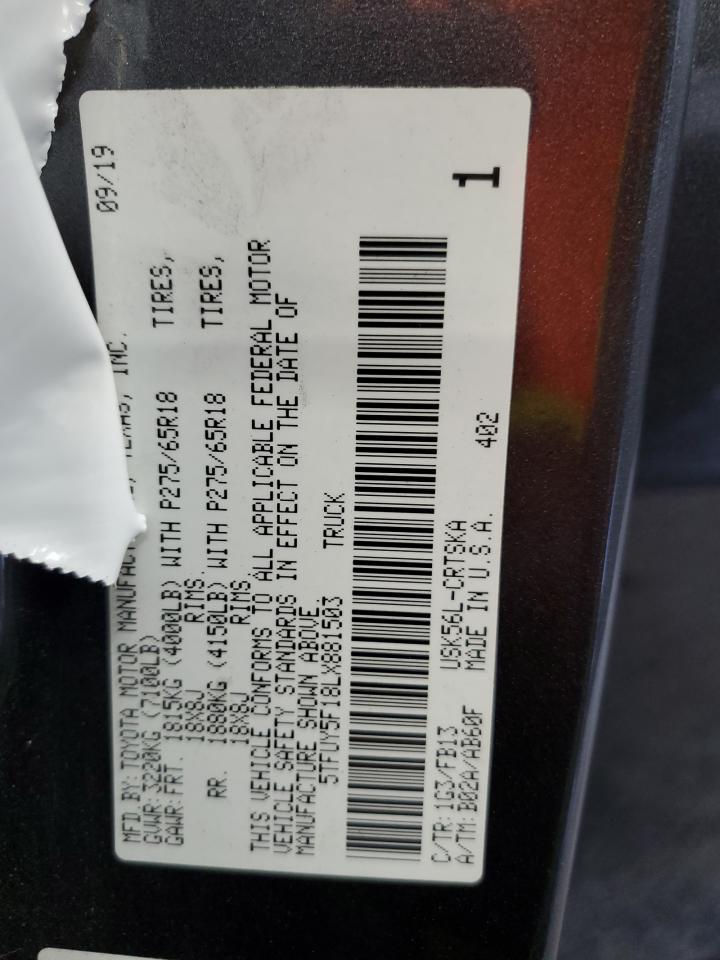 MFD BY: TOYOTA MOTOR MANUFACT TEXAS, INC. 09/19
GVWR: 3220KG (7100LB)
GAWR: FRT. 1815KG (4000LB) WITH P275/65R18 TIRES,
18X8J RIMS,
RR. 1880KG (4150LB) WITH P275/65R18 TIRES,
18X8J RIMS.
THIS VEHICLE CONFORMS TO ALL APPLICABLE FEDERAL MOTOR
VEHICLE SAFETY STANDARDS IN EFFECT ON THE DATE OF
MANUFACTURE SHOWN ABOVE.
5TFUY5F18LX881503 TRUCK
C/TR: 1G3/FB13 USK56L-CRTSKA
A/TM: B02A/AB60F MADE IN U.S.A. 402
1